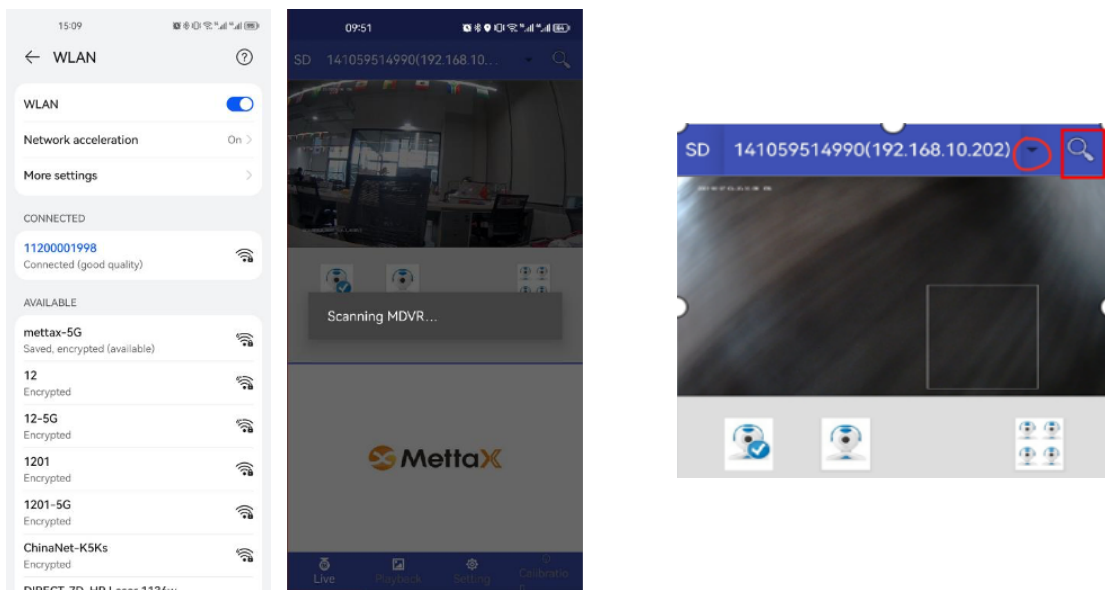 15:09
WLAN
WLAN
Network acceleration
On
More settings
CONNECTED
11200001998
Connected (good quality)
AVAILABLE
mettax-5G
Saved, encrypted (available)
12
Encrypted
12-5G
Encrypted
1201
Encrypted
1201-5G
Encrypted
ChinaNet-K5Ks
Encrypted
09:51
SD 141059514990(192.168.10...
Scanning MDVR...
MettaX
Live Playback Setting Calibratio
SD 141059514990(192.168.10.202)